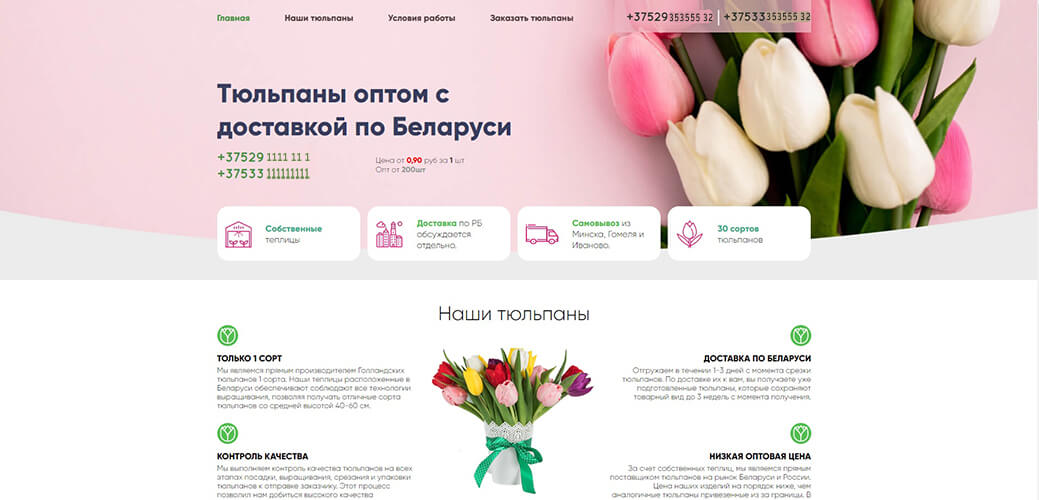 Главная Наши тюльпаны Условия работы Заказать тюльпаны +37529 353555 32 | +37533 353555 32
Тюльпаны оптом с
доставкой по Беларуси
+37529 1111 11 1
+37533 111111111
Цена от 0,90 руб за 1 шт
Опт от 200шт
Собственные
теплицы
Доставка по РБ
обсуждается
отдельно.
Самовывоз из
Минска, Гомеля и
Иваново.
30 сортов
тюльпанов
Наши тюльпаны
ТОЛЬКО 1 СОРТ
Мы являемся прямым производителем Голландских
тюльпанов 1 сорта. Наши теплицы расположенные в
Беларуси обеспечивают соблюдают все технологии
выращивания, позволяя получать отличные сорта
тюльпанов со средней высотой 40-60 см.
ДОСТАВКА ПО БЕЛАРУСИ
Отгружаем в течении 1-3 дней с момента срезки
тюльпанов. По доставке их к вам, вы получаете уже
подготовленные тюльпаны, которые сохраняют
товарный вид до 3 недель с момента получения.
КОНТРОЛЬ КАЧЕСТВА
Мы выполняем контроль качества тюльпанов на всех
этапах посадки, выращивания, срезания и упаковки
тюльпанов к отправке заказчику. Этот процесс
позволил нам добиться высокого качества
НИЗКАЯ ОПТОВАЯ ЦЕНА
За счет собственных теплиц, мы является прямым
поставщиком тюльпанов на рынок Беларуси и России.
Цена наших изделий на порядок ниже, чем
аналогичные тюльпаны привезенные из за границы. В